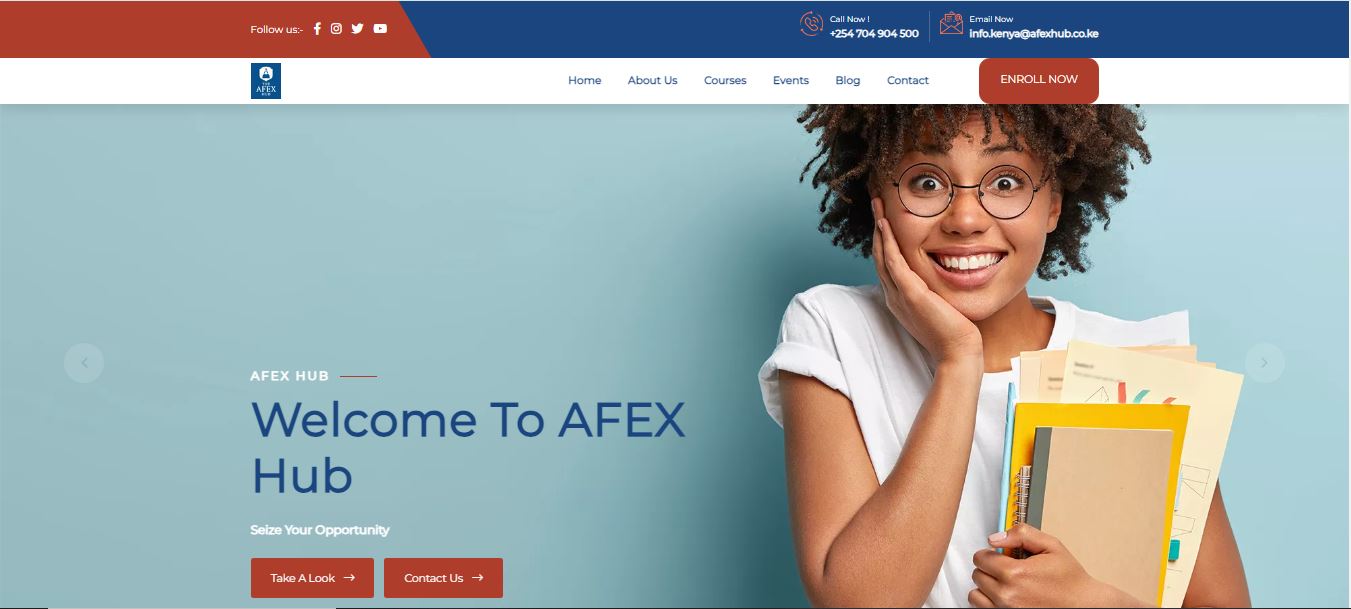 Follow us:-
Call Now !
+254 704 904 500
Email Now
info.kenya@afexhub.co.ke
THE
AFEX
HUB
Home
About Us
Courses
Events
Blog
Contact
ENROLL NOW
AFEX HUB
Welcome To AFEX
Hub
Seize Your Opportunity
Take A Look
Contact Us